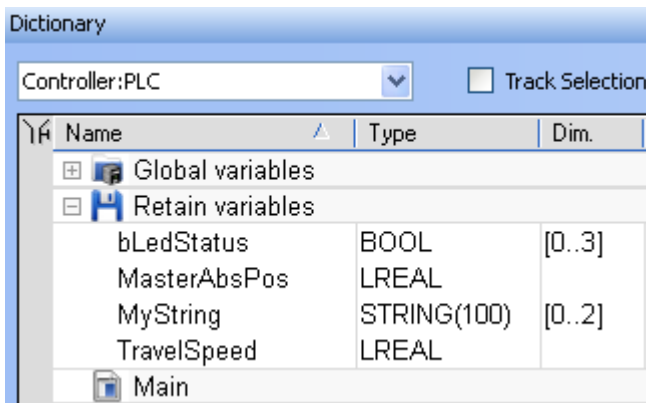 Dictionary
Controller:PLC Track Selection
Name Type Dim.
Global variables
Retain variables
bLedStatus BOOL [0..3]
MasterAbsPos LREAL
MyString STRING(100) [0..2]
TravelSpeed LREAL
Main